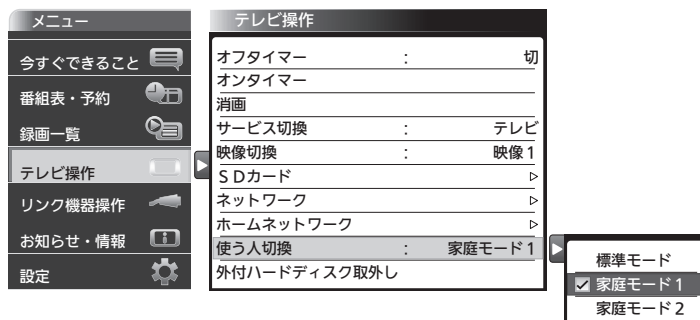 メニュー
今すぐできること
番組表・予約
録画一覧
テレビ操作
リンク機器操作
お知らせ・情報
設定
テレビ操作
オフタイマー : 切
オンタイマー
消画
サービス切換 : テレビ
映像切換 : 映像1
SDカード
ネットワーク
ホームネットワーク
使う人切換 : 家庭モード1
外付ハードディスク取外し
標準モード
家庭モード1
家庭モード2